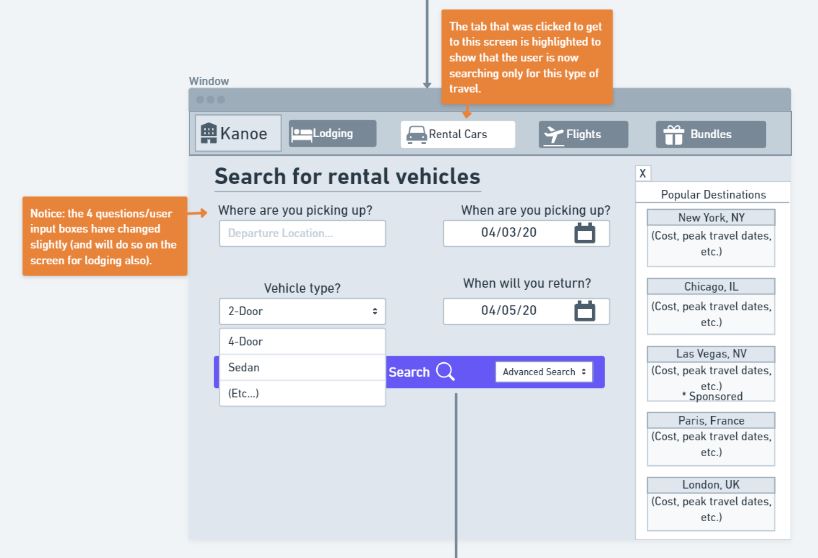 The tab that was clicked to get
to this screen is highlighted to
show that the user is now
searching only for this type of
travel.
Window
Kanoe
Lodging
Rental Cars
Flights
Bundles
Search for rental vehicles
X
Popular Destinations
Notice: the 4 questions/user
input boxes have changed
slightly (and will do so on the
screen for lodging also).
Where are you picking up?
Departure Location...
When are you picking up?
04/03/20
Vehicle type?
2-Door
4-Door
Sedan
(Etc...)
When will you return?
04/05/20
Search
Advanced Search
New York, NY
(Cost, peak travel dates,
etc.)
Chicago, IL
(Cost, peak travel dates,
etc.)
Las Vegas, NV
(Cost, peak travel dates,
etc.)
* Sponsored
Paris, France
(Cost, peak travel dates,
etc.)
London, UK
(Cost, peak travel dates,
etc.)